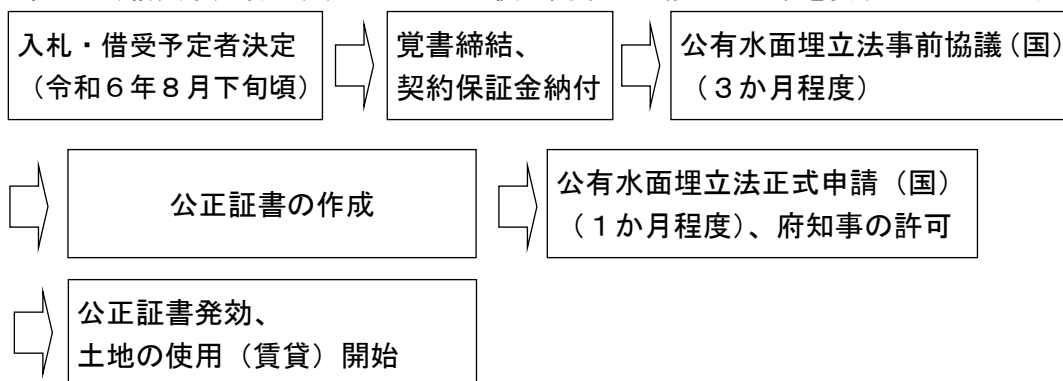 入札・借受予定者決定
（令和６年８月下旬頃）
覚書締結、
契約保証金納付
公有水面埋立法事前協議（国）
（３か月程度）
公正証書の作成
公有水面埋立法正式申請（国）
（１か月程度）、府知事の許可
公正証書発効、
土地の使用（賃貸）開始